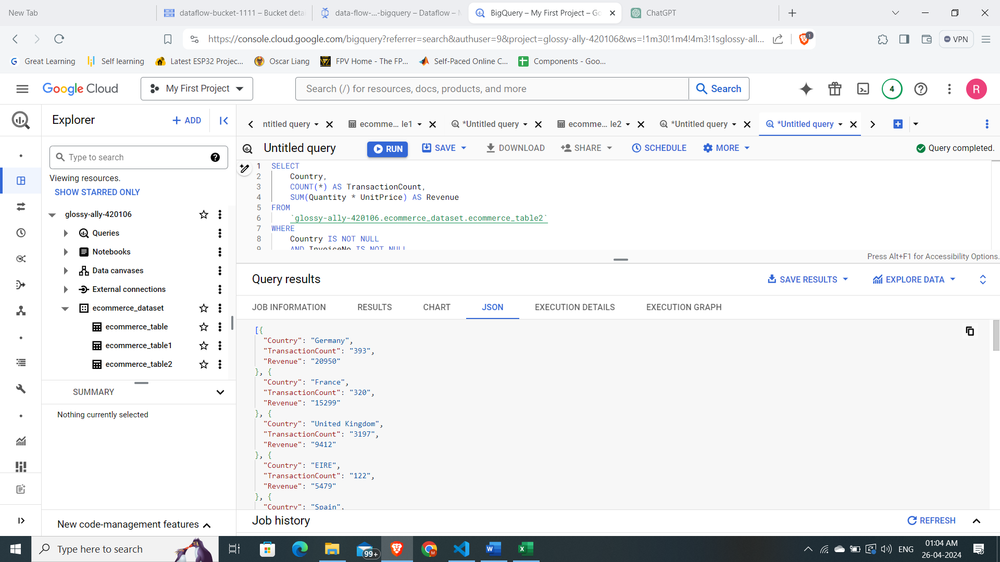 New Tab
dataflow-bucket-1111 – Bucket deta
data-flow-...-bigquery – Dataflow – M
BigQuery – My First Project – Go
ChatGPT
https://console.cloud.google.com/bigquery?referrer=search&authuser=9&project=glossy-ally-420106&ws=!1m30!1m4!4m3!1sglossy-all...
1
VPN
Great Learning
Self learning
Latest ESP32 Projec...
Oscar Liang
FPV Home - The FP...
Self-Paced Online C...
Components - Goo...
Google Cloud
My First Project
Search (/) for resources, docs, products, and more
Search
4
R
Explorer
+ ADD
ntitled query
ecomme... le1
*Untitled query
ecomme... le2
*Untitled query
*Untitled query
Untitled query
RUN
SAVE
DOWNLOAD
SHARE
SCHEDULE
MORE
Query completed.
Type to search
Viewing resources.
SHOW STARRED ONLY
glossy-ally-420106
Queries
Notebooks
Data canvases
External connections
ecommerce_dataset
ecommerce_table
ecommerce_table1
ecommerce_table2
SUMMARY
Nothing currently selected
New code-management features
1 SELECT
2 Country,
3 COUNT(*) AS TransactionCount,
4 SUM(Quantity * UnitPrice) AS Revenue
5 FROM
6 `glossy-ally-420106.ecommerce_dataset.ecommerce_table2`
7 WHERE
8 Country IS NOT NULL
9 AND InvoiceNo IS NOT NULL
Press Alt+F1 for Accessibility Options.
Query results
SAVE RESULTS
EXPLORE DATA
JOB INFORMATION
RESULTS
CHART
JSON
EXECUTION DETAILS
EXECUTION GRAPH
[{
"Country": "Germany",
"TransactionCount": "393",
"Revenue": "20950"
}, {
"Country": "France",
"TransactionCount": "320",
"Revenue": "15299"
}, {
"Country": "United Kingdom",
"TransactionCount": "3197",
"Revenue": "9412"
}, {
"Country": "EIRE",
"TransactionCount": "122",
"Revenue": "5479"
}, {
"Country": "Spain",
Job history
REFRESH
Type here to search
99+
ENG
01:04 AM
26-04-2024